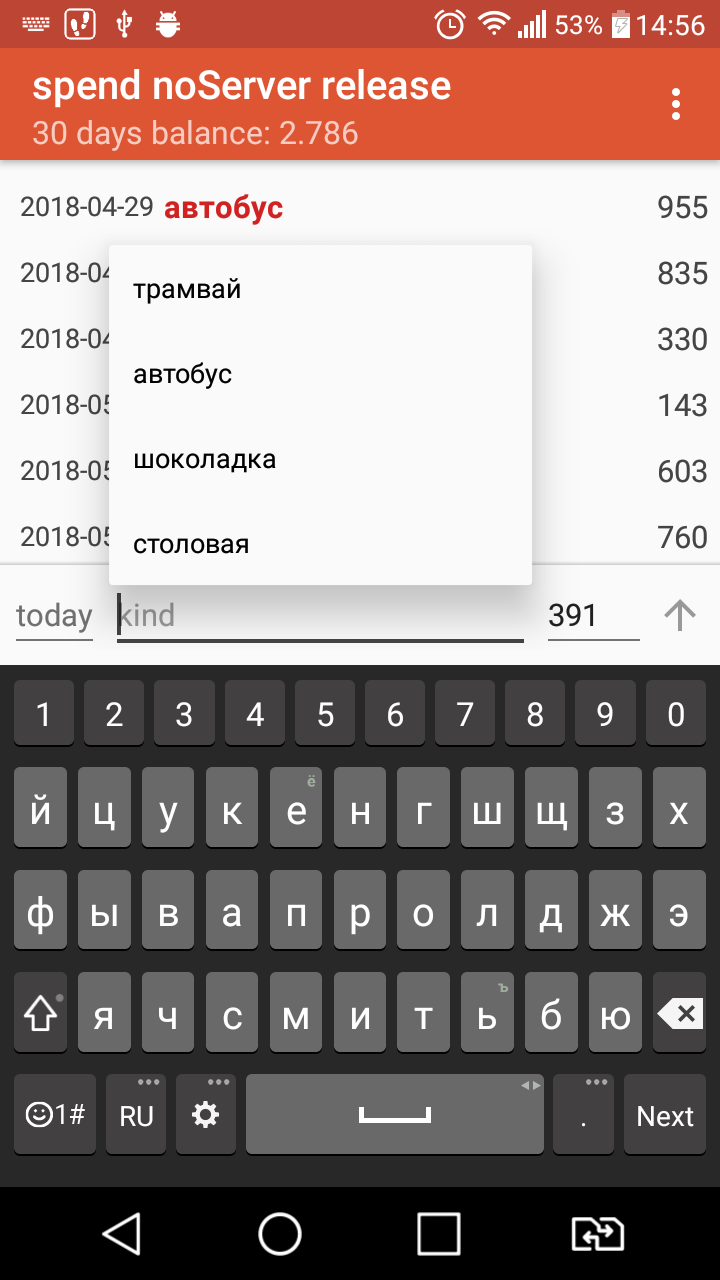 53% 14:56
spend noServer release
30 days balance: 2.786
2018-04-29 автобус 955
2018-04 835
трамвай
2018-04 330
автобус
2018-05 143
шоколадка
2018-05 603
столовая
2018-05 760
today kind 391
1 2 3 4 5 6 7 8 9 0
й ц у к е ё н г ш щ з х
ф ы в а п р о л д ж э
я ч с м и т ь ъ б ю
1# RU . Next